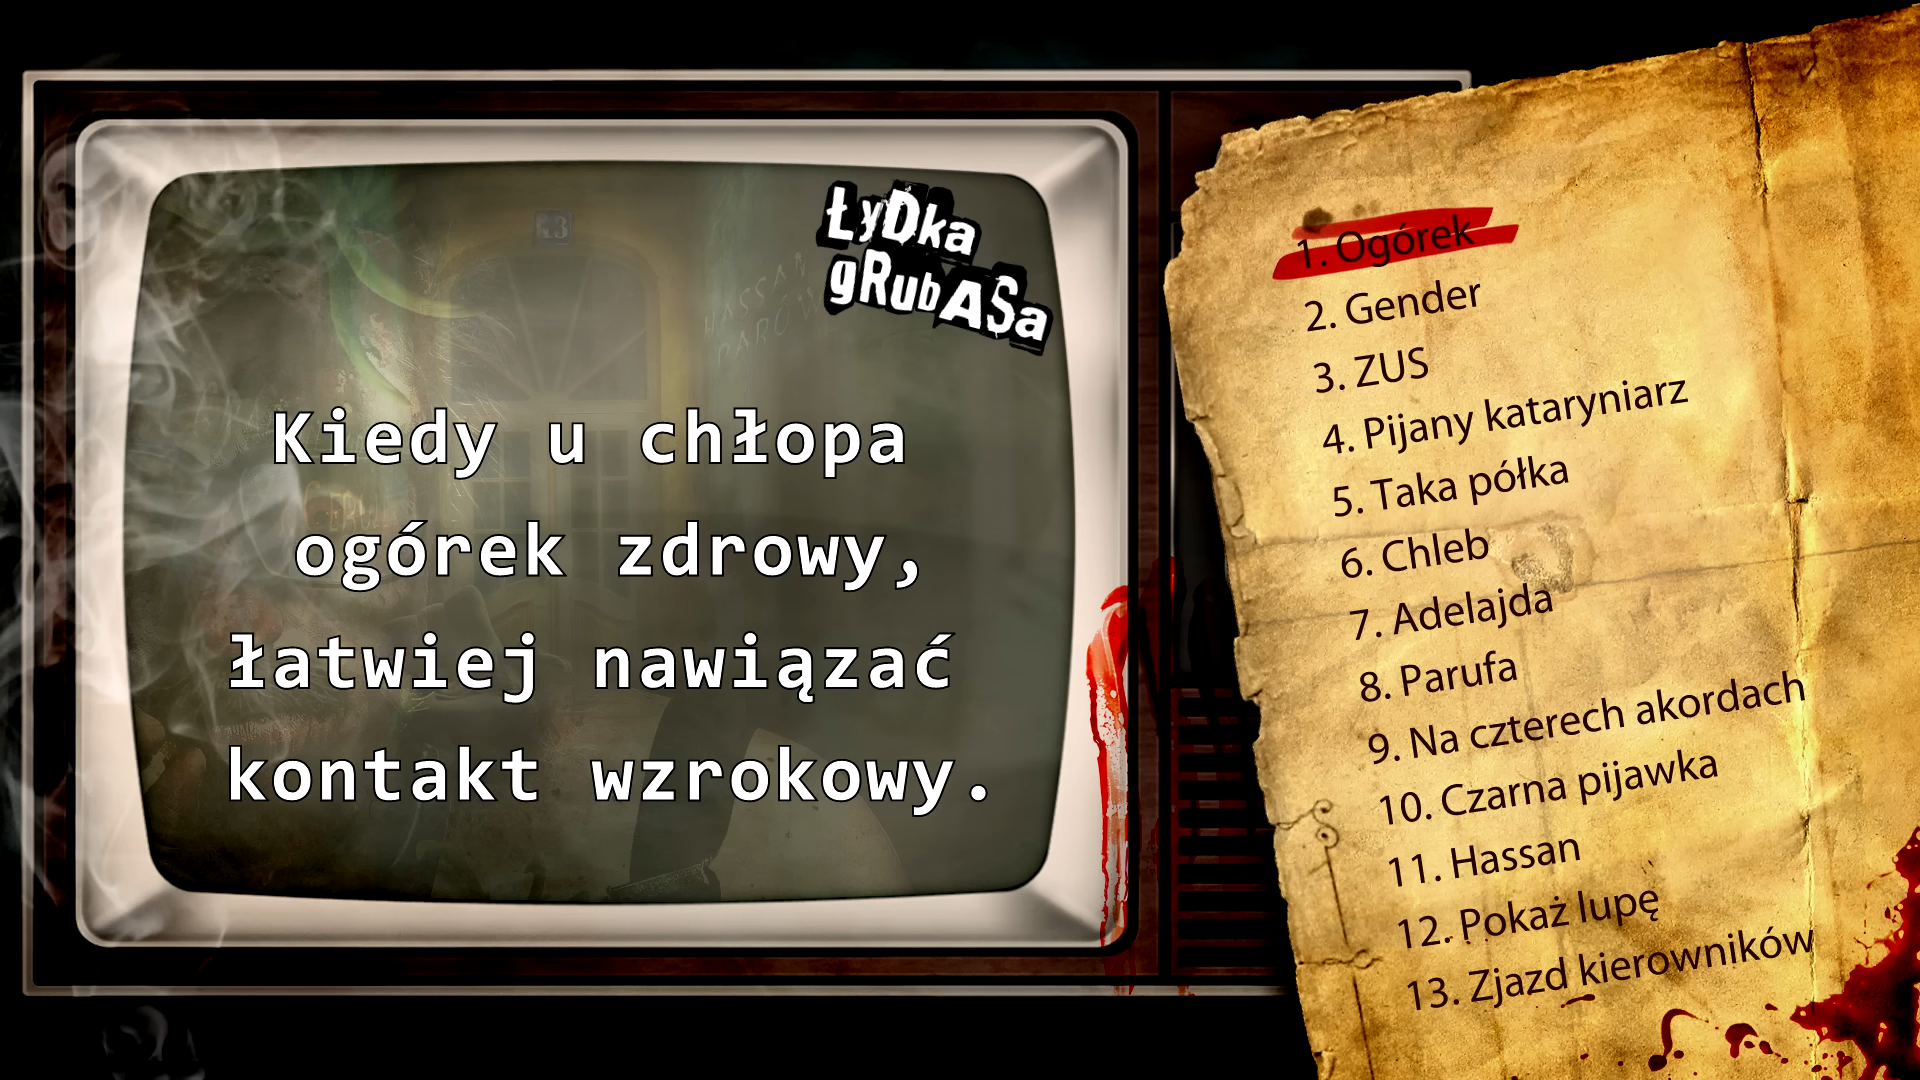 ŁyDka
gRubASa
Kiedy u chłopa
ogórek zdrowy,
łatwiej nawiązać
kontakt wzrokowy.
1. Ogórek
2. Gender
3. ZUS
4. Pijany kataryniarz
5. Taka półka
6. Chleb
7. Adelajda
8. Parufa
9. Na czterech akordach
10. Czarna pijawka
11. Hassan
12. Pokaż lupę
13. Zjazd kierowników